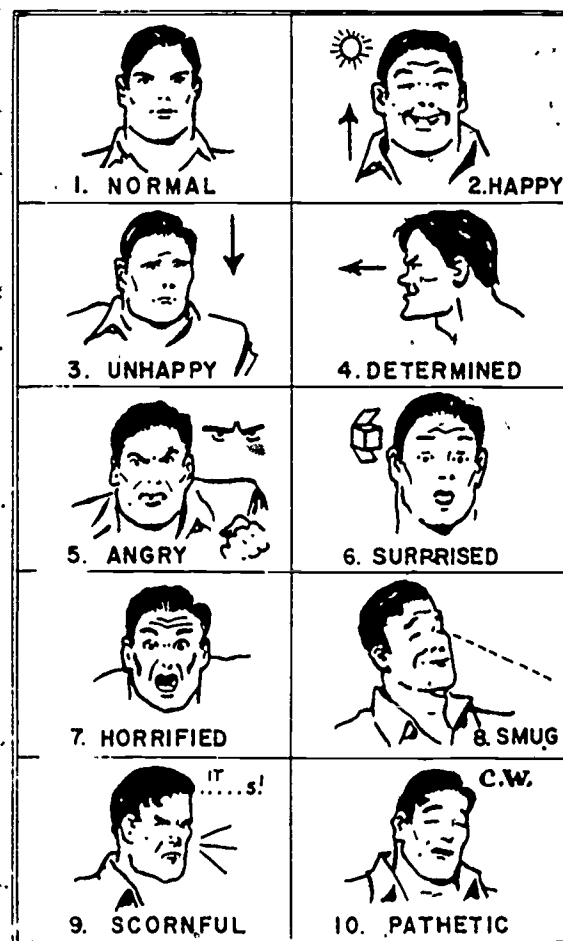 1. NORMAL
2. HAPPY
3. UNHAPPY
4. DETERMINED
5. ANGRY
6. SURPRISED
7. HORRIFIED
8. SMUG
IT
.....S!
9. SCORNFUL
C.W.
10. PATHETIC